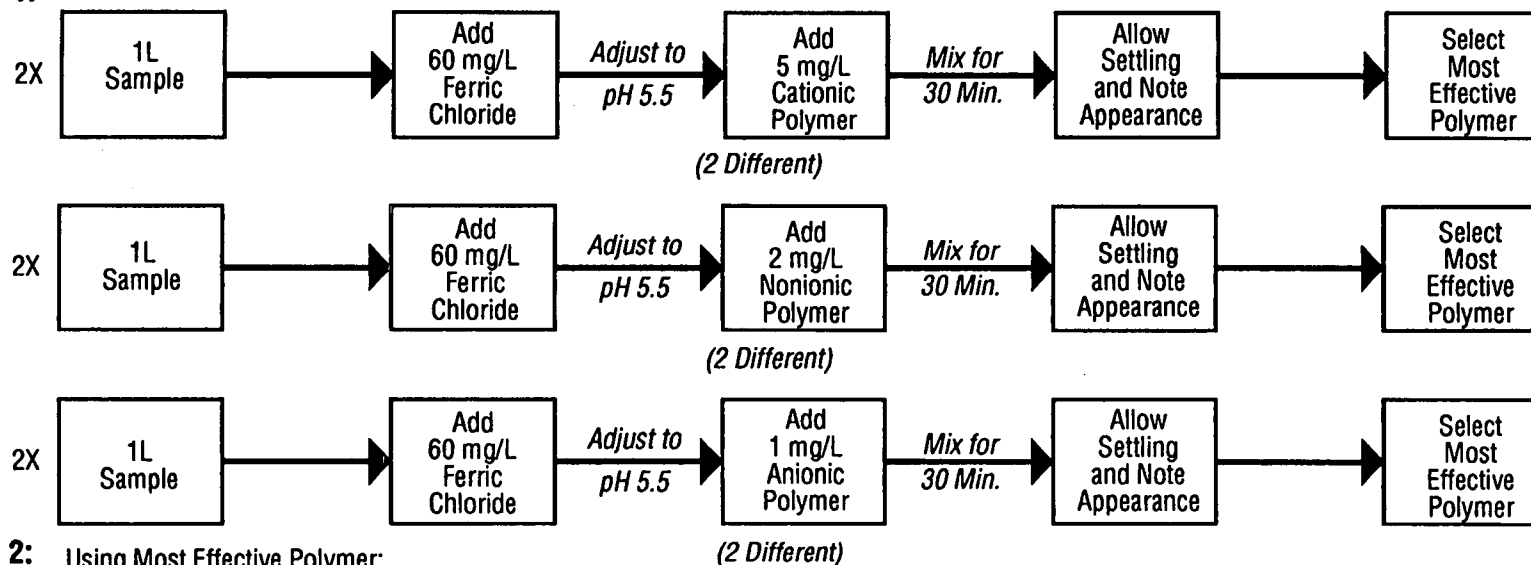 2X
1L
Sample
Add
60 mg/L
Ferric
Chloride
Adjust to
pH 5.5
Add
5 mg/L
Cationic
Polymer
(2 Different)
Mix for
30 Min.
Allow
Settling
and Note
Appearance
Select
Most
Effective
Polymer
2X
1L
Sample
Add
60 mg/L
Ferric
Chloride
Adjust to
pH 5.5
Add
2 mg/L
Nonionic
Polymer
(2 Different)
Mix for
30 Min.
Allow
Settling
and Note
Appearance
Select
Most
Effective
Polymer
2X
1L
Sample
Add
60 mg/L
Ferric
Chloride
Adjust to
pH 5.5
Add
1 mg/L
Anionic
Polymer
(2 Different)
Mix for
30 Min.
Allow
Settling
and Note
Appearance
Select
Most
Effective
Polymer
2: Using Most Effective Polymer: